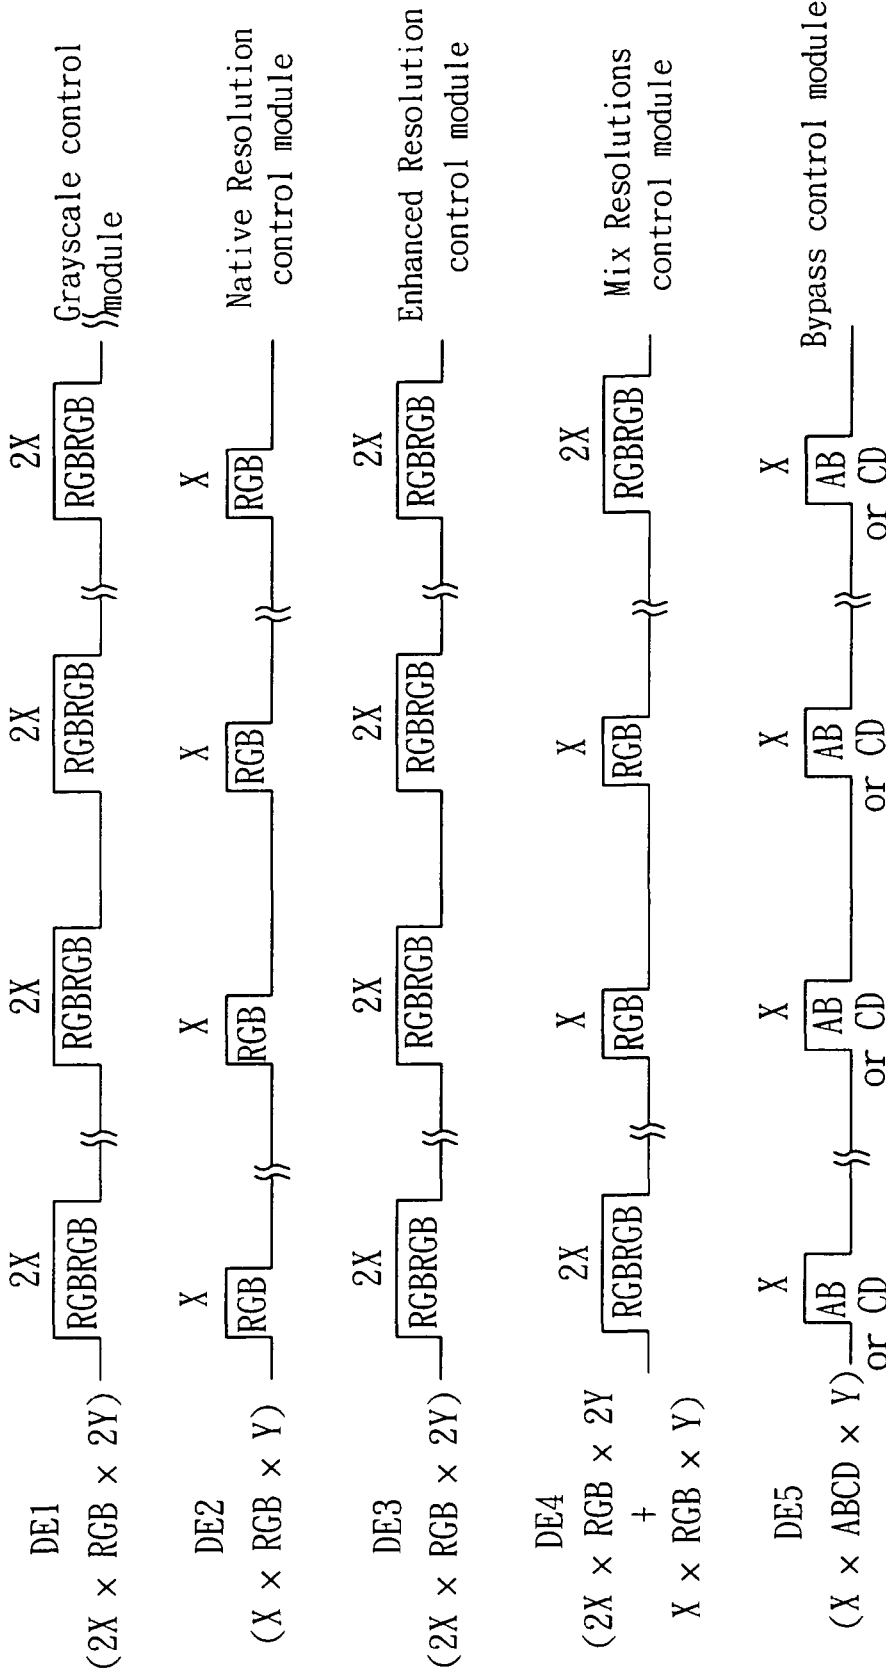 DE1
(2X × RGB × 2Y)
2X
RGBRGB
2X
RGBRGB
2X
RGBRGB
2X
RGBRGB
Grayscale control
module
DE2
(X × RGB × Y)
X
RGB
X
RGB
X
RGB
X
RGB
Native Resolution
control module
DE3
(2X × RGB × 2Y)
2X
RGBRGB
2X
RGBRGB
2X
RGBRGB
2X
RGBRGB
Enhanced Resolution
control module
DE4
(2X × RGB × 2Y
+
X × RGB × Y)
2X
RGBRGB
X
RGB
X
RGB
2X
RGBRGB
Mix Resolutions
control module
DE5
(X × ABCD × Y)
X
AB
or CD
X
AB
or CD
X
AB
or CD
X
AB
or CD
Bypass control module